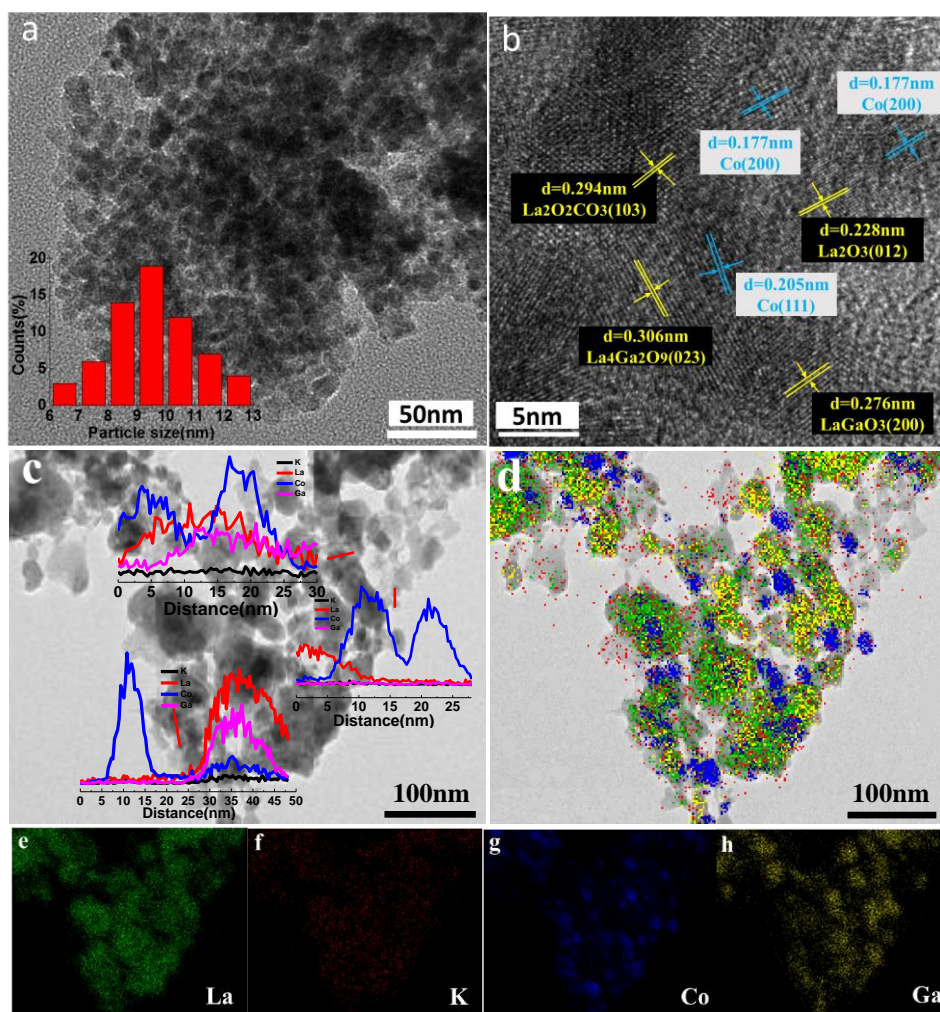 a
Counts(%)
20
15
10
5
0
6 7 8 9 10 11 12 13
Particle size(nm)
50nm
b
d=0.177nm
Co(200)
d=0.177nm
Co(200)
d=0.294nm
La2O2CO3(103)
d=0.228nm
La2O3(012)
d=0.205nm
Co(111)
d=0.306nm
La4Ga2O9(023)
d=0.276nm
LaGaO3(200)
5nm
c
K
La
Co
Ga
0 5 10 15 20 25 30
Distance(nm)
K
La
Co
Ga
0 5 10 15 20 25
Distance(nm)
K
La
Co
Ga
0 5 10 15 20 25 30 35 40 45 50
Distance(nm)
100nm
d
100nm
e
La
f
K
g
Co
h
Ga